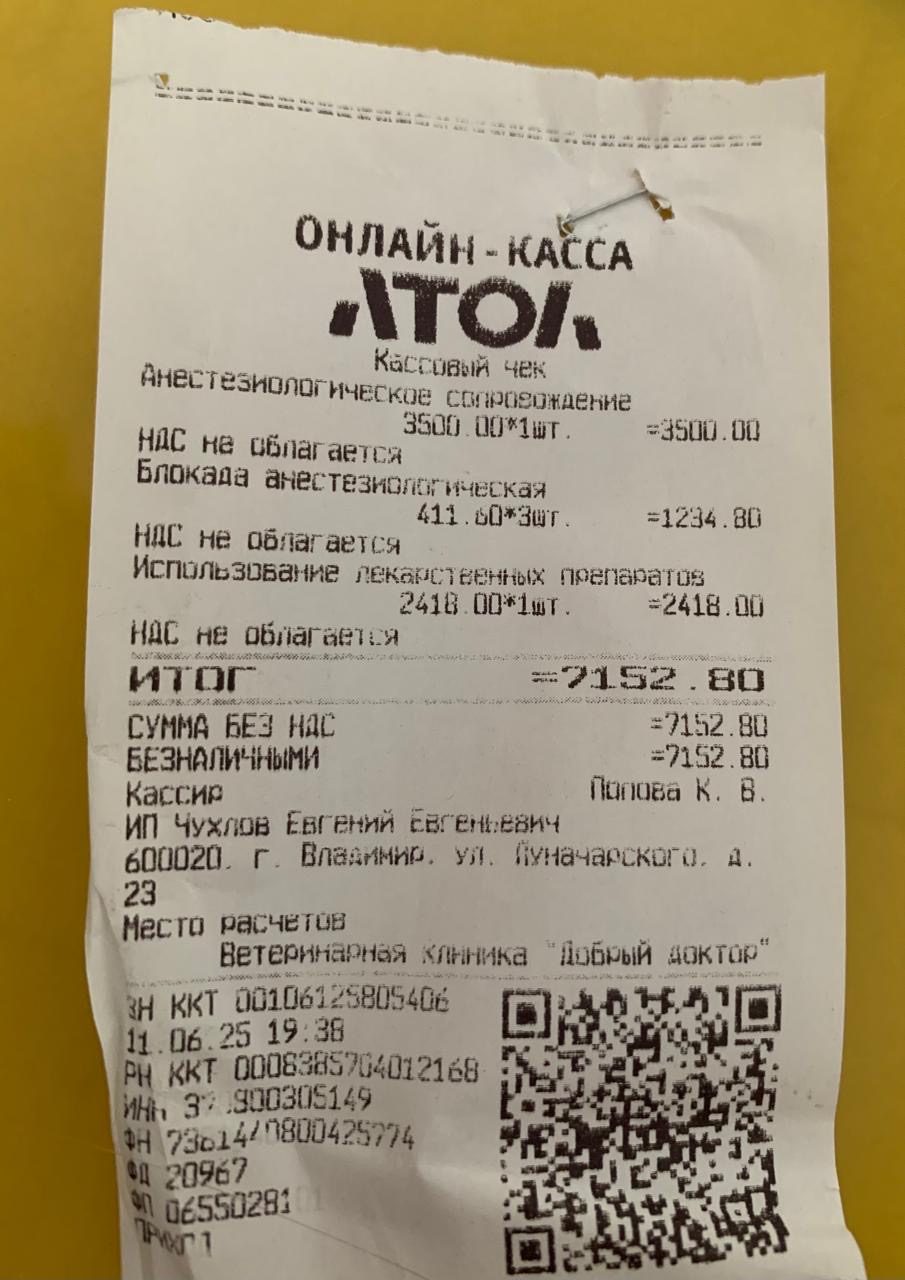 ОНЛАЙН-КАССА
АТОЛ
Кассовый чек
Анестезиологическое сопровождение
3500.00*1шт. =3500.00
НДС не облагается
Блокада анестезиологическая
411.60*3шт. =1234.80
НДС не облагается
Использование лекарственных препаратов
2418.00*1шт. =2418.00
НДС не облагается
ИТОГ =7152.80
СУММА БЕЗ НДС =7152.80
БЕЗНАЛИЧНЫМИ =7152.80
Кассир Попова К. В.
ИП Чухлов Евгений Евгеньевич
600020, г. Владимир, ул. Луначарского, д.
23
Место расчетов
Ветеринарная клиника "Добрый доктор"
ЗН ККТ 00106125805406
11.06.25 19:38
РН ККТ 0008385704012168
ИНН
ФН
ФД 20967
ФП
ПРИХОД